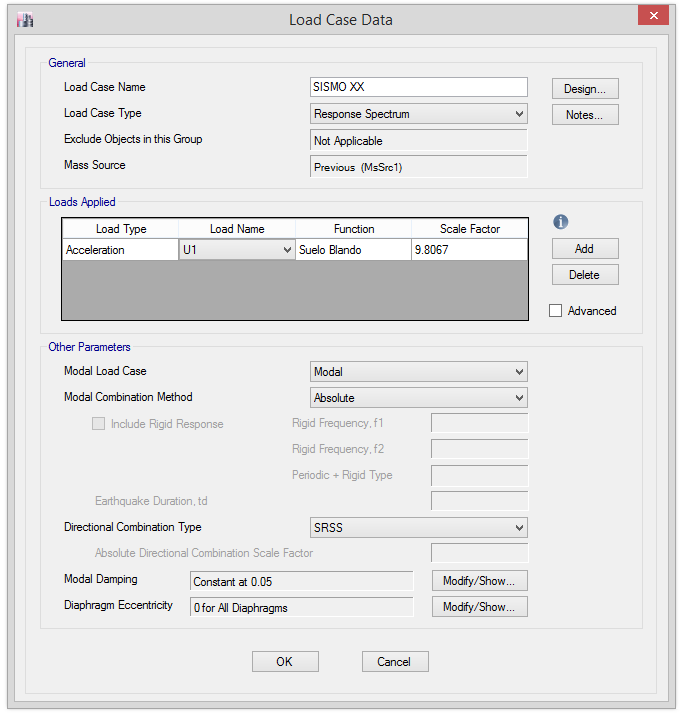 Load Case Data
General
Load Case Name SISMO XX Design...
Load Case Type Response Spectrum Notes...
Exclude Objects in this Group Not Applicable
Mass Source Previous (MsSrc1)
Loads Applied
Load Type Load Name Function Scale Factor
Acceleration U1 Suelo Blando 9.8067
Add
Delete
Advanced
Other Parameters
Modal Load Case Modal
Modal Combination Method Absolute
Include Rigid Response Rigid Frequency, f1
Rigid Frequency, f2
Periodic + Rigid Type
Earthquake Duration, td
Directional Combination Type SRSS
Absolute Directional Combination Scale Factor
Modal Damping Constant at 0.05 Modify/Show...
Diaphragm Eccentricity 0 for All Diaphragms Modify/Show...
OK Cancel